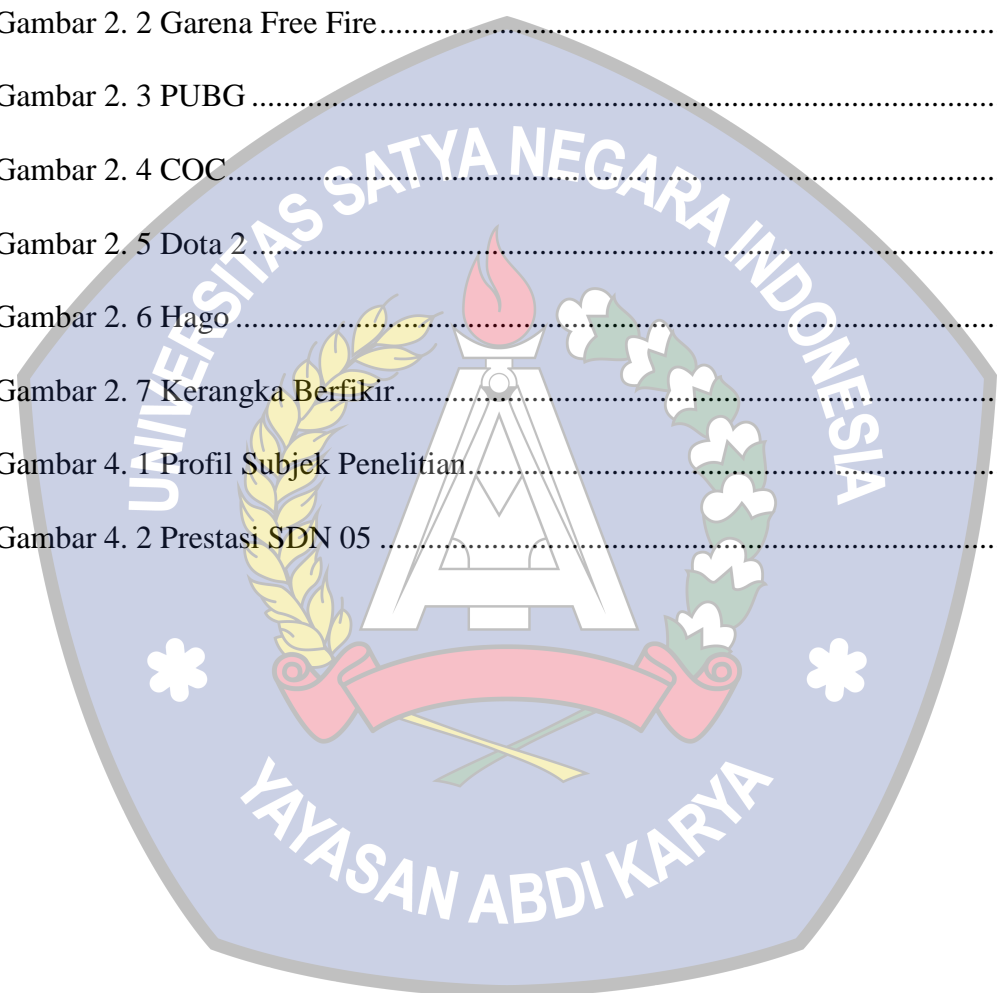 Gambar 2. 2 Garena Free Fire................................................................................
Gambar 2. 3 PUBG ................................................................................
Gambar 2. 4 COC................................................................................
Gambar 2. 5 Dota 2 ................................................................................
Gambar 2. 6 Hago ................................................................................
Gambar 2. 7 Kerangka Berfikir................................................................................
Gambar 4. 1 Profil Subjek Penelitian................................................................................
Gambar 4. 2 Prestasi SDN 05 ................................................................................
UNIVERSITAS SATYA NEGARA INDONESIA
YAYASAN ABDI KARYA